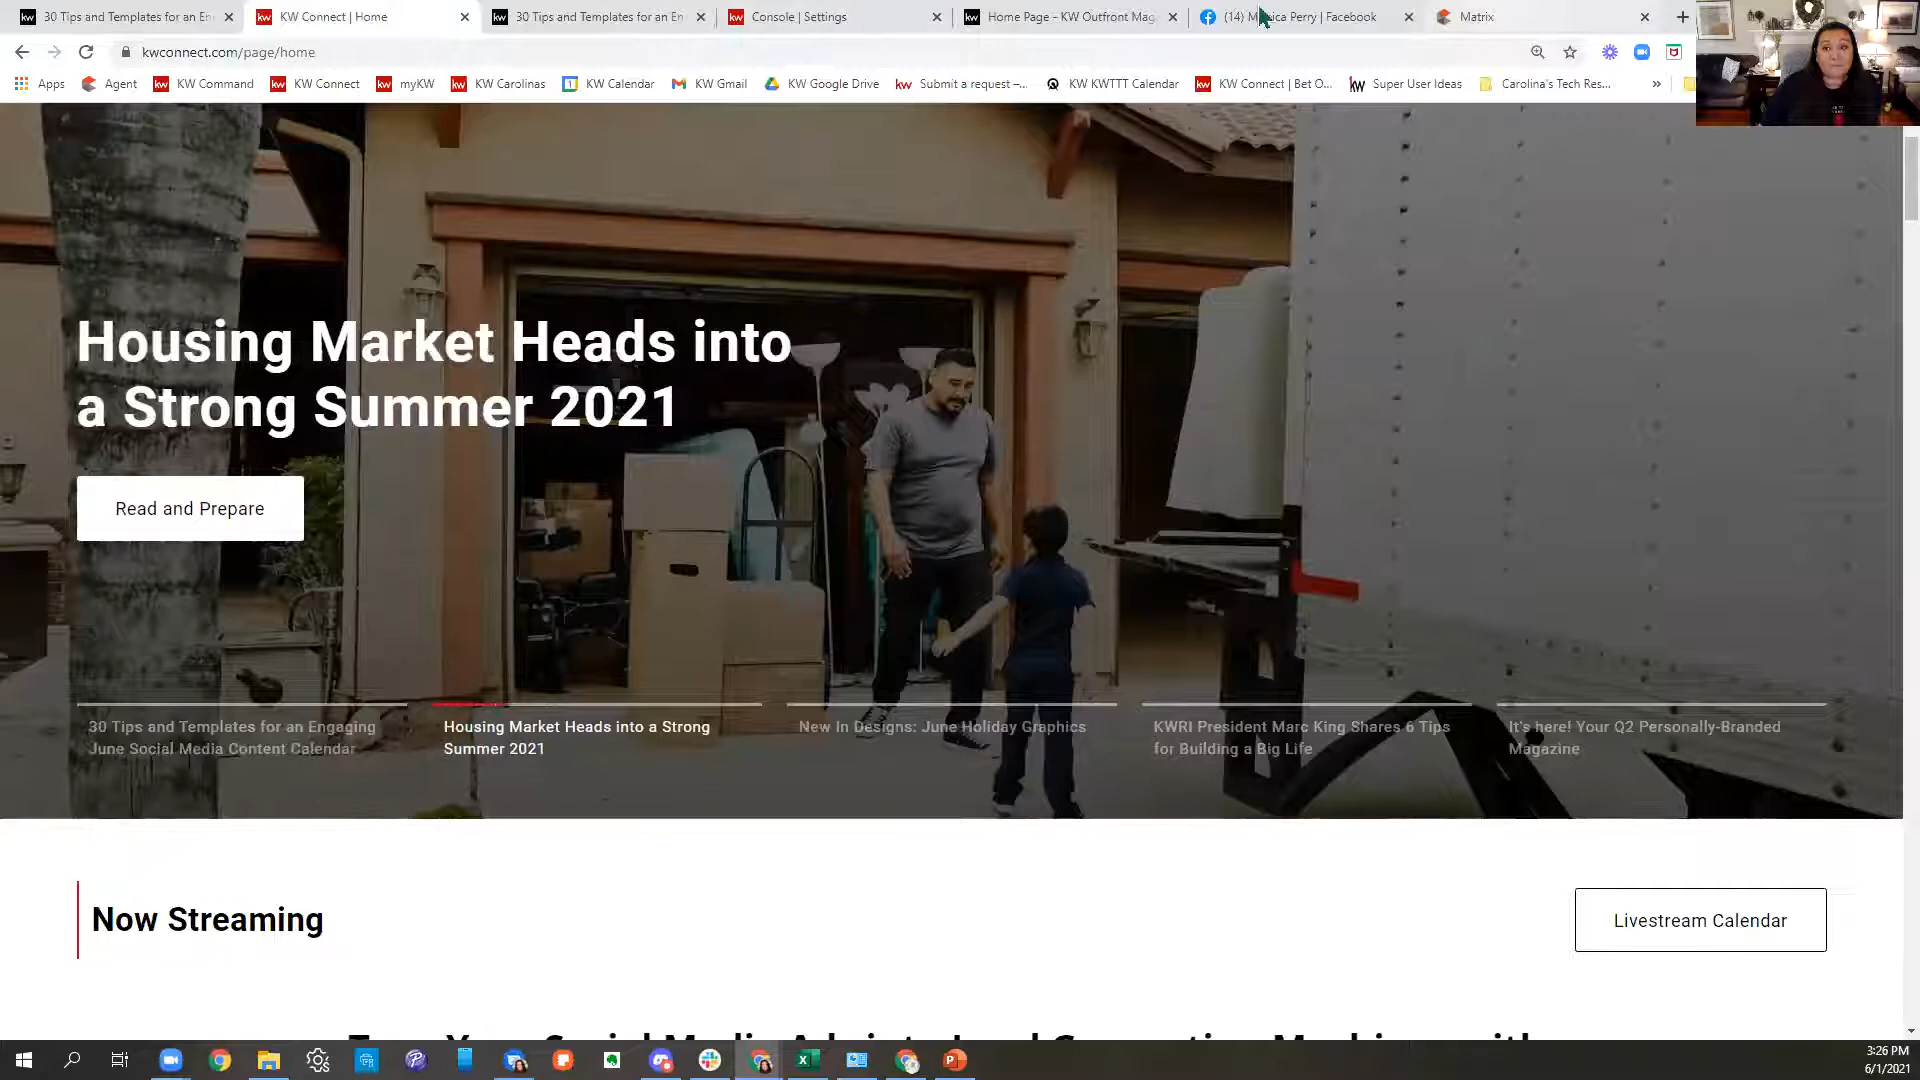 30 Tips and Templates for an En
KW Connect | Home
30 Tips and Templates for an En
Console | Settings
Home Page - KW Outfront Mag
(14) Monica Perry | Facebook
Matrix
kwconnect.com/page/home
Apps
Agent
KW Command
KW Connect
myKW
KW Carolinas
KW Calendar
KW Gmail
KW Google Drive
Submit a request –...
KW KWTTT Calendar
KW Connect | Bet O...
Super User Ideas
Carolina's Tech Res...
»
Housing Market Heads into
a Strong Summer 2021
Read and Prepare
30 Tips and Templates for an Engaging
June Social Media Content Calendar
Housing Market Heads into a Strong
Summer 2021
New In Designs: June Holiday Graphics
KWRI President Marc King Shares 6 Tips
for Building a Big Life
It's here! Your Q2 Personally-Branded
Magazine
Now Streaming
Livestream Calendar
3:26 PM
6/1/2021